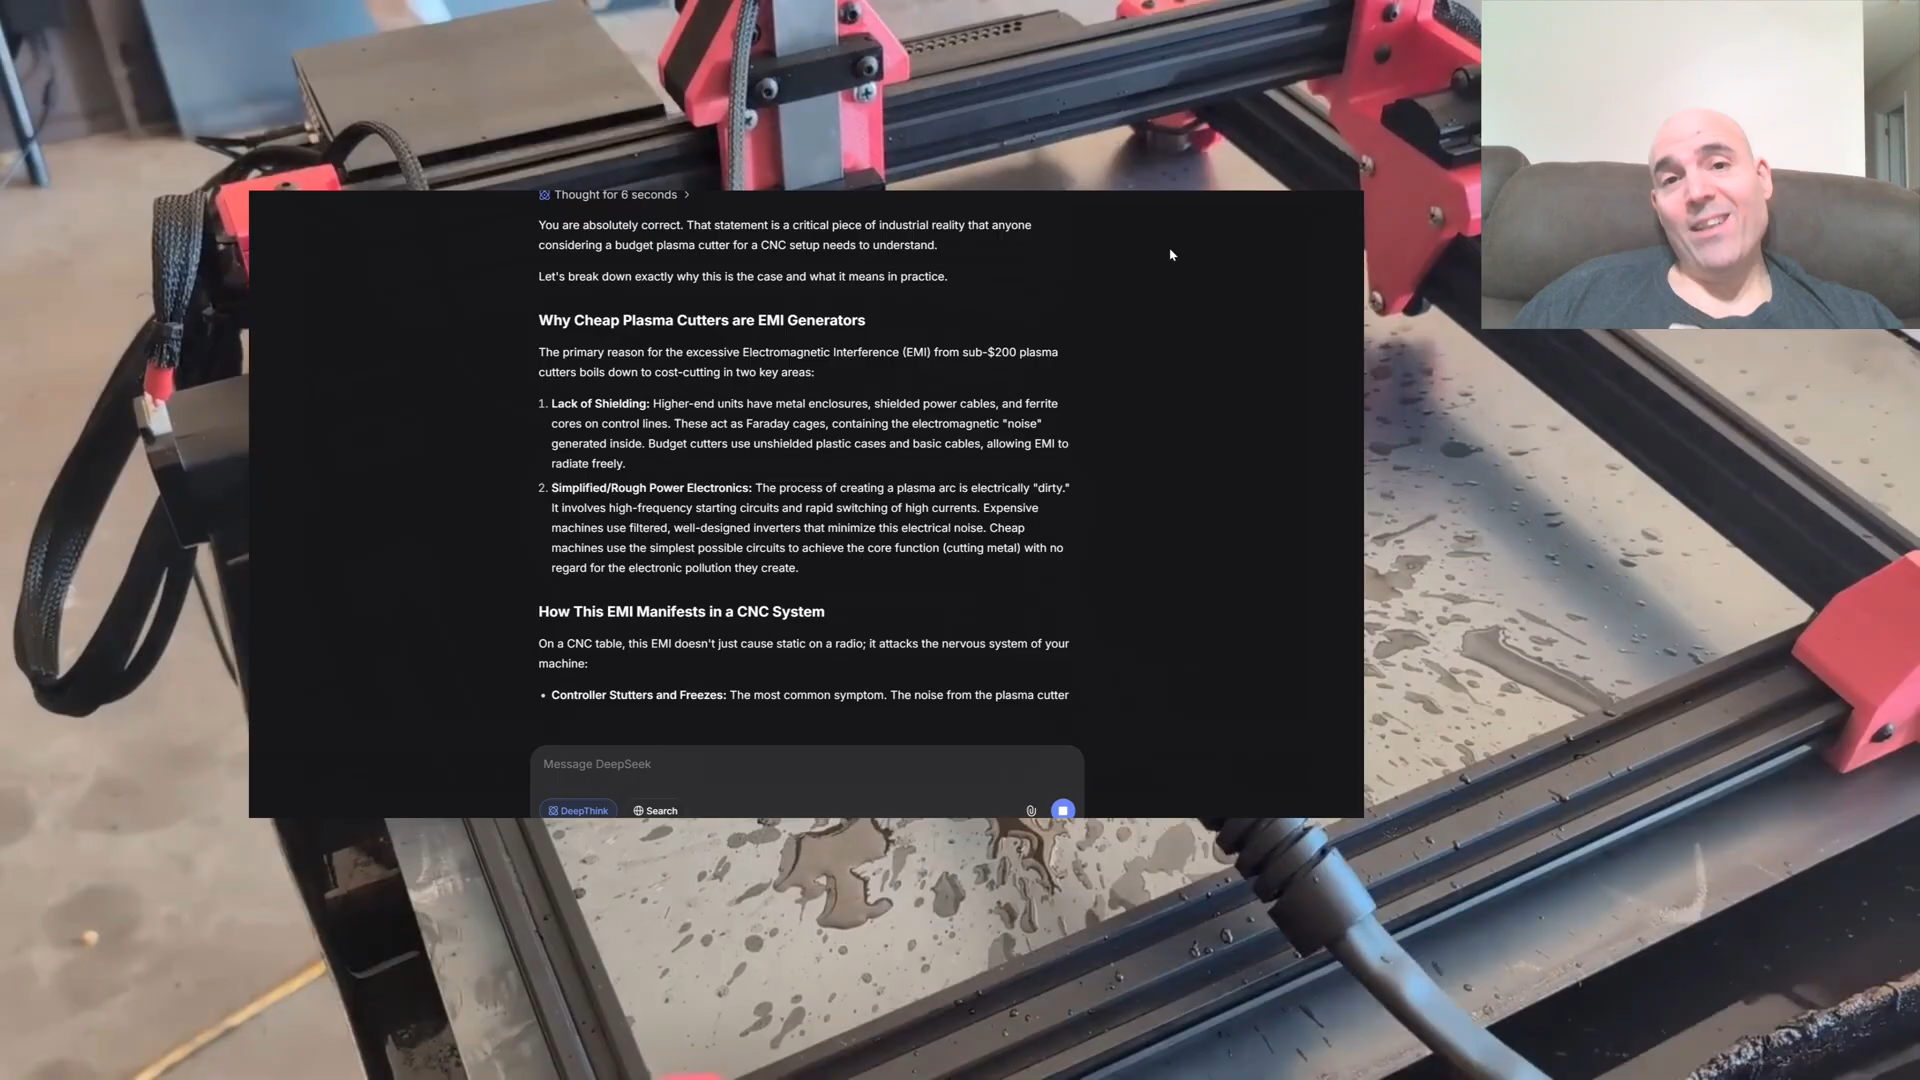 Thought for 6 seconds
You are absolutely correct. That statement is a critical piece of industrial reality that anyone
considering a budget plasma cutter for a CNC setup needs to understand.
Let's break down exactly why this is the case and what it means in practice.
Why Cheap Plasma Cutters are EMI Generators
The primary reason for the excessive Electromagnetic Interference (EMI) from sub-$200 plasma
cutters boils down to cost-cutting in two key areas:
1. Lack of Shielding: Higher-end units have metal enclosures, shielded power cables, and ferrite
cores on control lines. These act as Faraday cages, containing the electromagnetic "noise"
generated inside. Budget cutters use unshielded plastic cases and basic cables, allowing EMI to
radiate freely.
2. Simplified/Rough Power Electronics: The process of creating a plasma arc is electrically "dirty."
It involves high-frequency starting circuits and rapid switching of high currents. Expensive
machines use filtered, well-designed inverters that minimize this electrical noise. Cheap
machines use the simplest possible circuits to achieve the core function (cutting metal) with no
regard for the electronic pollution they create.
How This EMI Manifests in a CNC System
On a CNC table, this EMI doesn't just cause static on a radio; it attacks the nervous system of your
machine:
• Controller Stutters and Freezes: The most common symptom. The noise from the plasma cutter
Message DeepSeek
DeepThink
Search